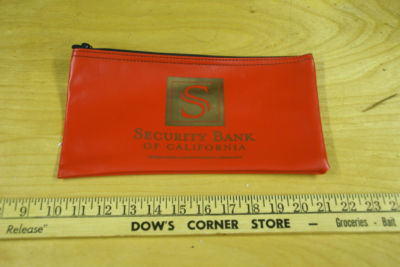 S
SECURITY BANK
OF CALIFORNIA
9 10 11 12 13 14 15 16 17 18 19 20 21 22 23
Release" DOW'S CORNER STORE — Groceries - Bait